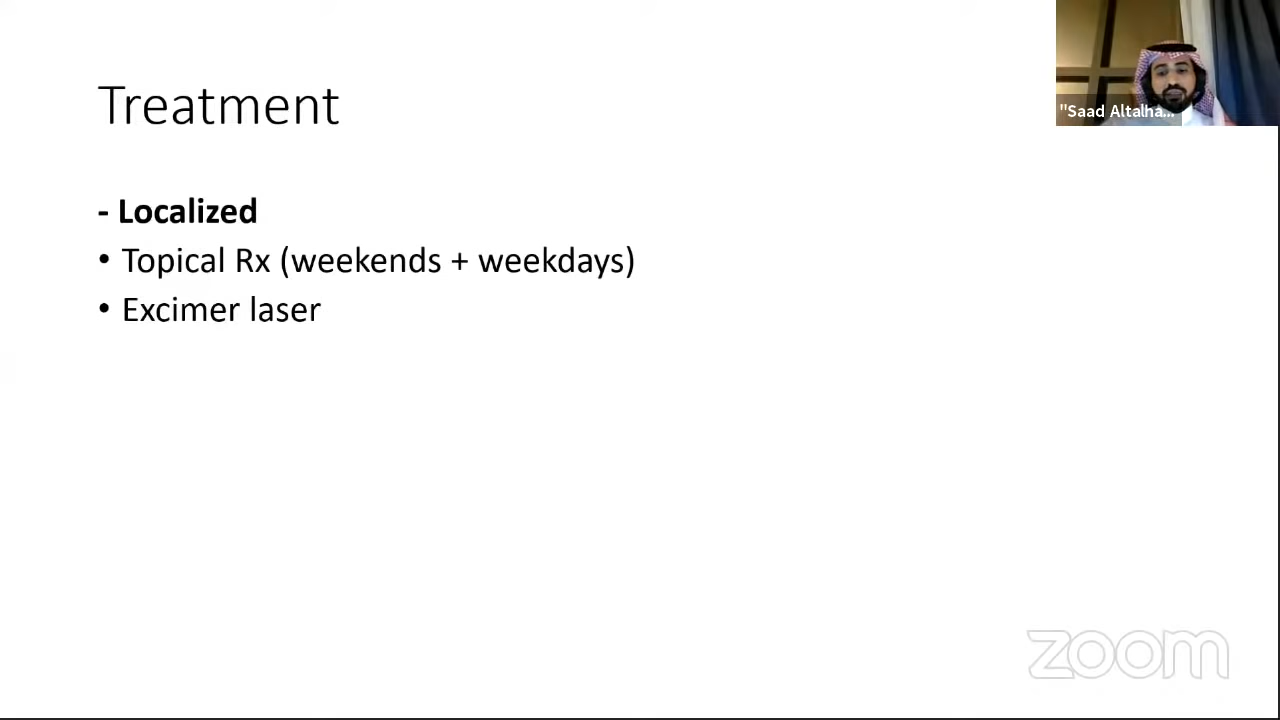 Treatment
"Saad Altalha...
- Localized
• Topical Rx (weekends + weekdays)
• Excimer laser
zoom